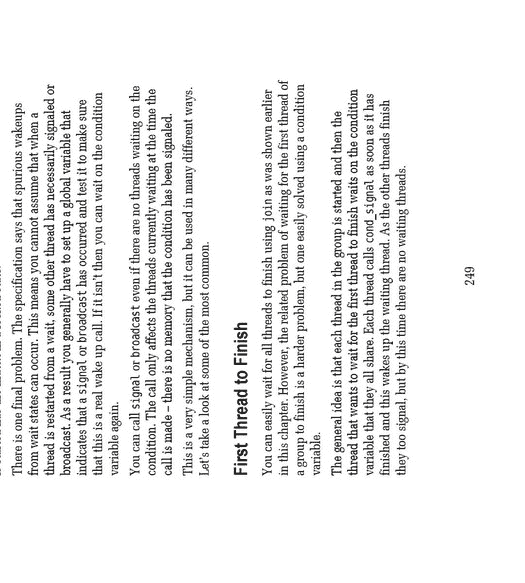 There is one final problem. The specification says that spurious wakeups
from wait states can occur. This means you cannot assume that when a
thread is restarted from a wait, some other thread has necessarily signaled or
broadcast. As a result you generally have to set up a global variable that
indicates that a signal or broadcast has occurred and test it to make sure
that this is a real wake up call. If it isn't then you can wait on the condition
variable again.
You can call signal or broadcast even if there are no threads waiting on the
condition. The call only affects the threads currently waiting at the time the
call is made – there is no memory that the condition has been signaled.
This is a very simple mechanism, but it can be used in many different ways.
Let's take a look at some of the most common.
First Thread to Finish
You can easily wait for all threads to finish using join as was shown earlier
in this chapter. However, the related problem of waiting for the first thread of
a group to finish is a harder problem, but one easily solved using a condition
variable.
The general idea is that each thread in the group is started and then the
thread that wants to wait for the first thread to finish waits on the condition
variable that they all share. Each thread calls cond_signal as soon as it has
finished and this wakes up the waiting thread. As the other threads finish
they too signal, but by this time there are no waiting threads.
249